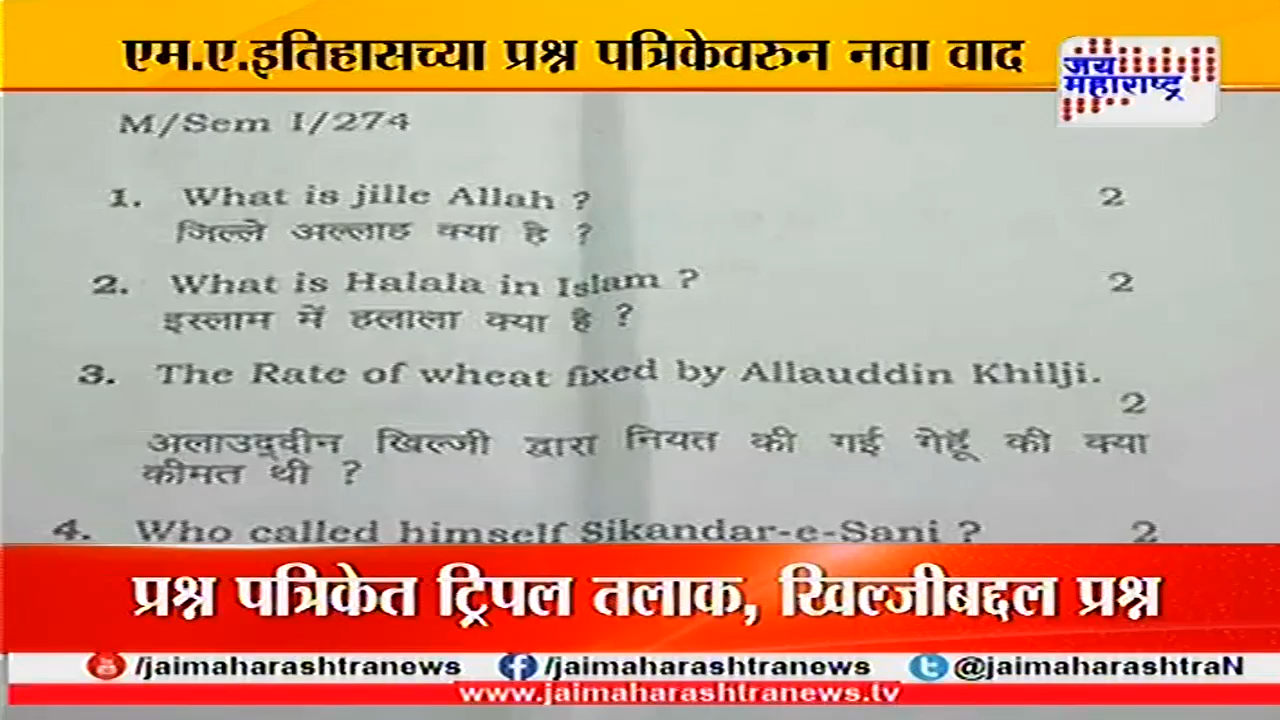 एम.ए.इतिहासच्या प्रश्न पत्रिकेवरुन नवा वाद
जय
महाराष्ट्र
M/Sem I/274
1. What is jille Allah ? 2
जिल्ले अल्लाह क्या है ?
2. What is Halala in Islam ? 2
इस्लाम में हलाला क्या है ?
3. The Rate of wheat fixed by Allauddin Khilji.
2
अलाउद्दीन खिल्जी द्वारा नियत की गई गेहूँ की क्या
कीमत थी ?
4. Who called himself Sikandar-e-Sani ? 2
प्रश्न पत्रिकेत ट्रिपल तलाक, खिल्जीबद्दल प्रश्न
/jaimaharashtranews /jaimaharashtranews @jaimaharashtraN
www.jaimaharashtranews.tv